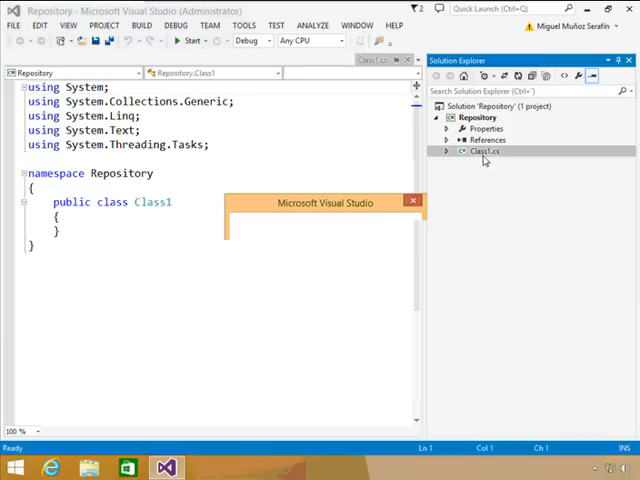 Repository - Microsoft Visual Studio (Administrator)
2
Quick Launch (Ctrl+Q)
FILE EDIT VIEW PROJECT BUILD DEBUG TEAM TOOLS TEST ANALYZE WINDOW HELP
Miguel Muñoz Serafín
Start
Debug
Any CPU
Class1.cs
Solution Explorer
Repository
Repository.Class1
Search Solution Explorer (Ctrl+´)
Solution 'Repository' (1 project)
Repository
Properties
References
Class1.cs
using System;
using System.Collections.Generic;
using System.Linq;
using System.Text;
using System.Threading.Tasks;
namespace Repository
{
public class Class1
{
}
}
Microsoft Visual Studio
100 %
Ready
Ln 1
Col 1
Ch 1
INS